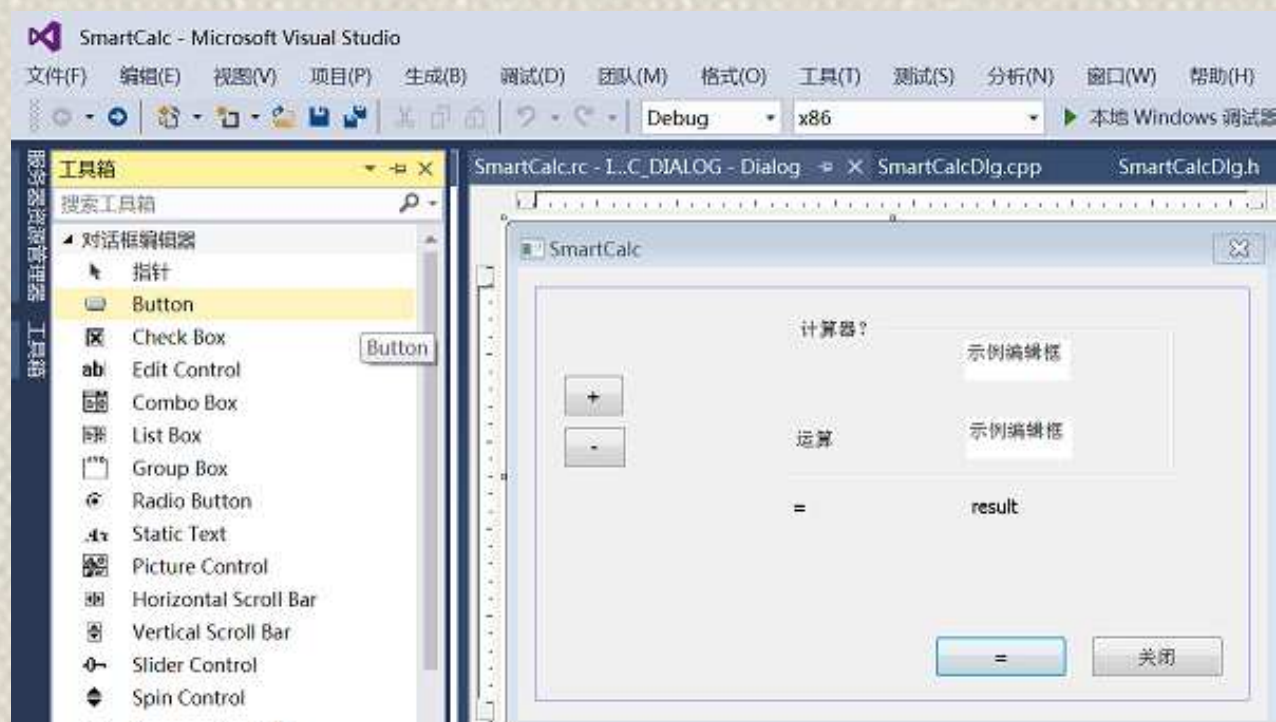 SmartCalc - Microsoft Visual Studio
文件(F) 编辑(E) 视图(V) 项目(P) 生成(B) 调试(D) 团队(M) 格式(O) 工具(T) 测试(S) 分析(N) 窗口(W) 帮助(H)
Debug x86 本地 Windows 调试器
服务器资源管理器
工具箱
工具箱
搜索工具箱
对话框编辑器
指针
Button
Check Box
Button
Edit Control
Combo Box
List Box
Group Box
Radio Button
Static Text
Picture Control
Horizontal Scroll Bar
Vertical Scroll Bar
Slider Control
Spin Control
SmartCalc.rc - I...C_DIALOG - Dialog SmartCalcDlg.cpp SmartCalcDlg.h
SmartCalc
计算器?
示例编辑框
+
-
运算 示例编辑框
= result
= 关闭